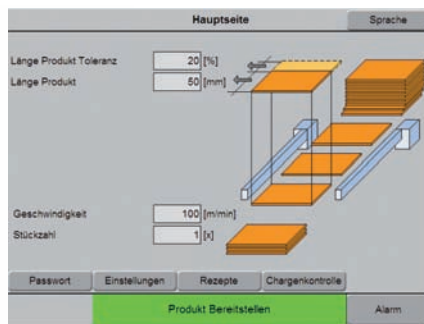 Hauptseite Sprache
Länge Produkt Toleranz 20 [%]
Länge Produkt 50 [mm]
Geschwindigkeit 100 [m/min]
Stückzahl 1 [x]
Passwort Einstellungen Rezepte Chargenkontrolle
Produkt Bereitstellen Alarm